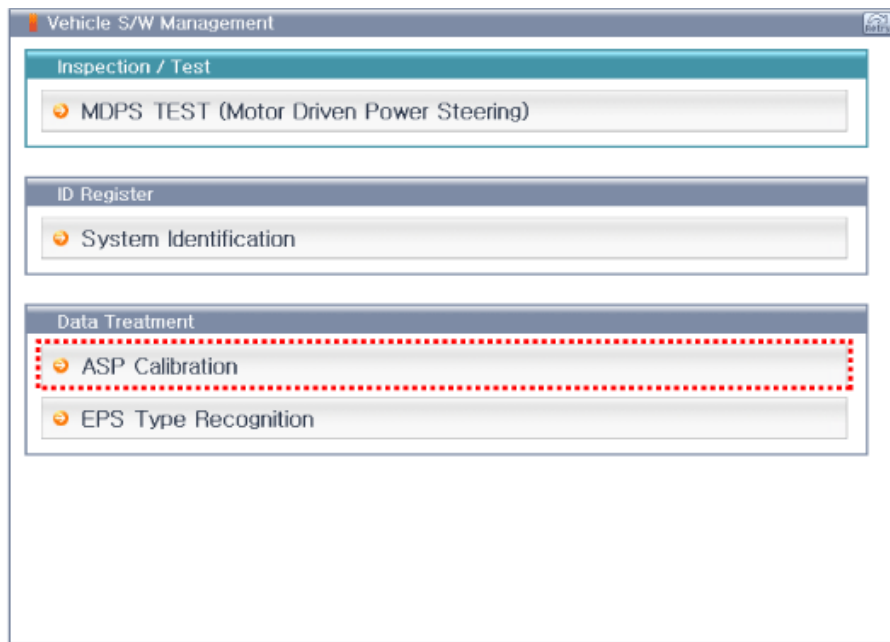 Vehicle S/W Management
Inspection / Test
MDPS TEST (Motor Driven Power Steering)
ID Register
System Identification
Data Treatment
ASP Calibration
EPS Type Recognition